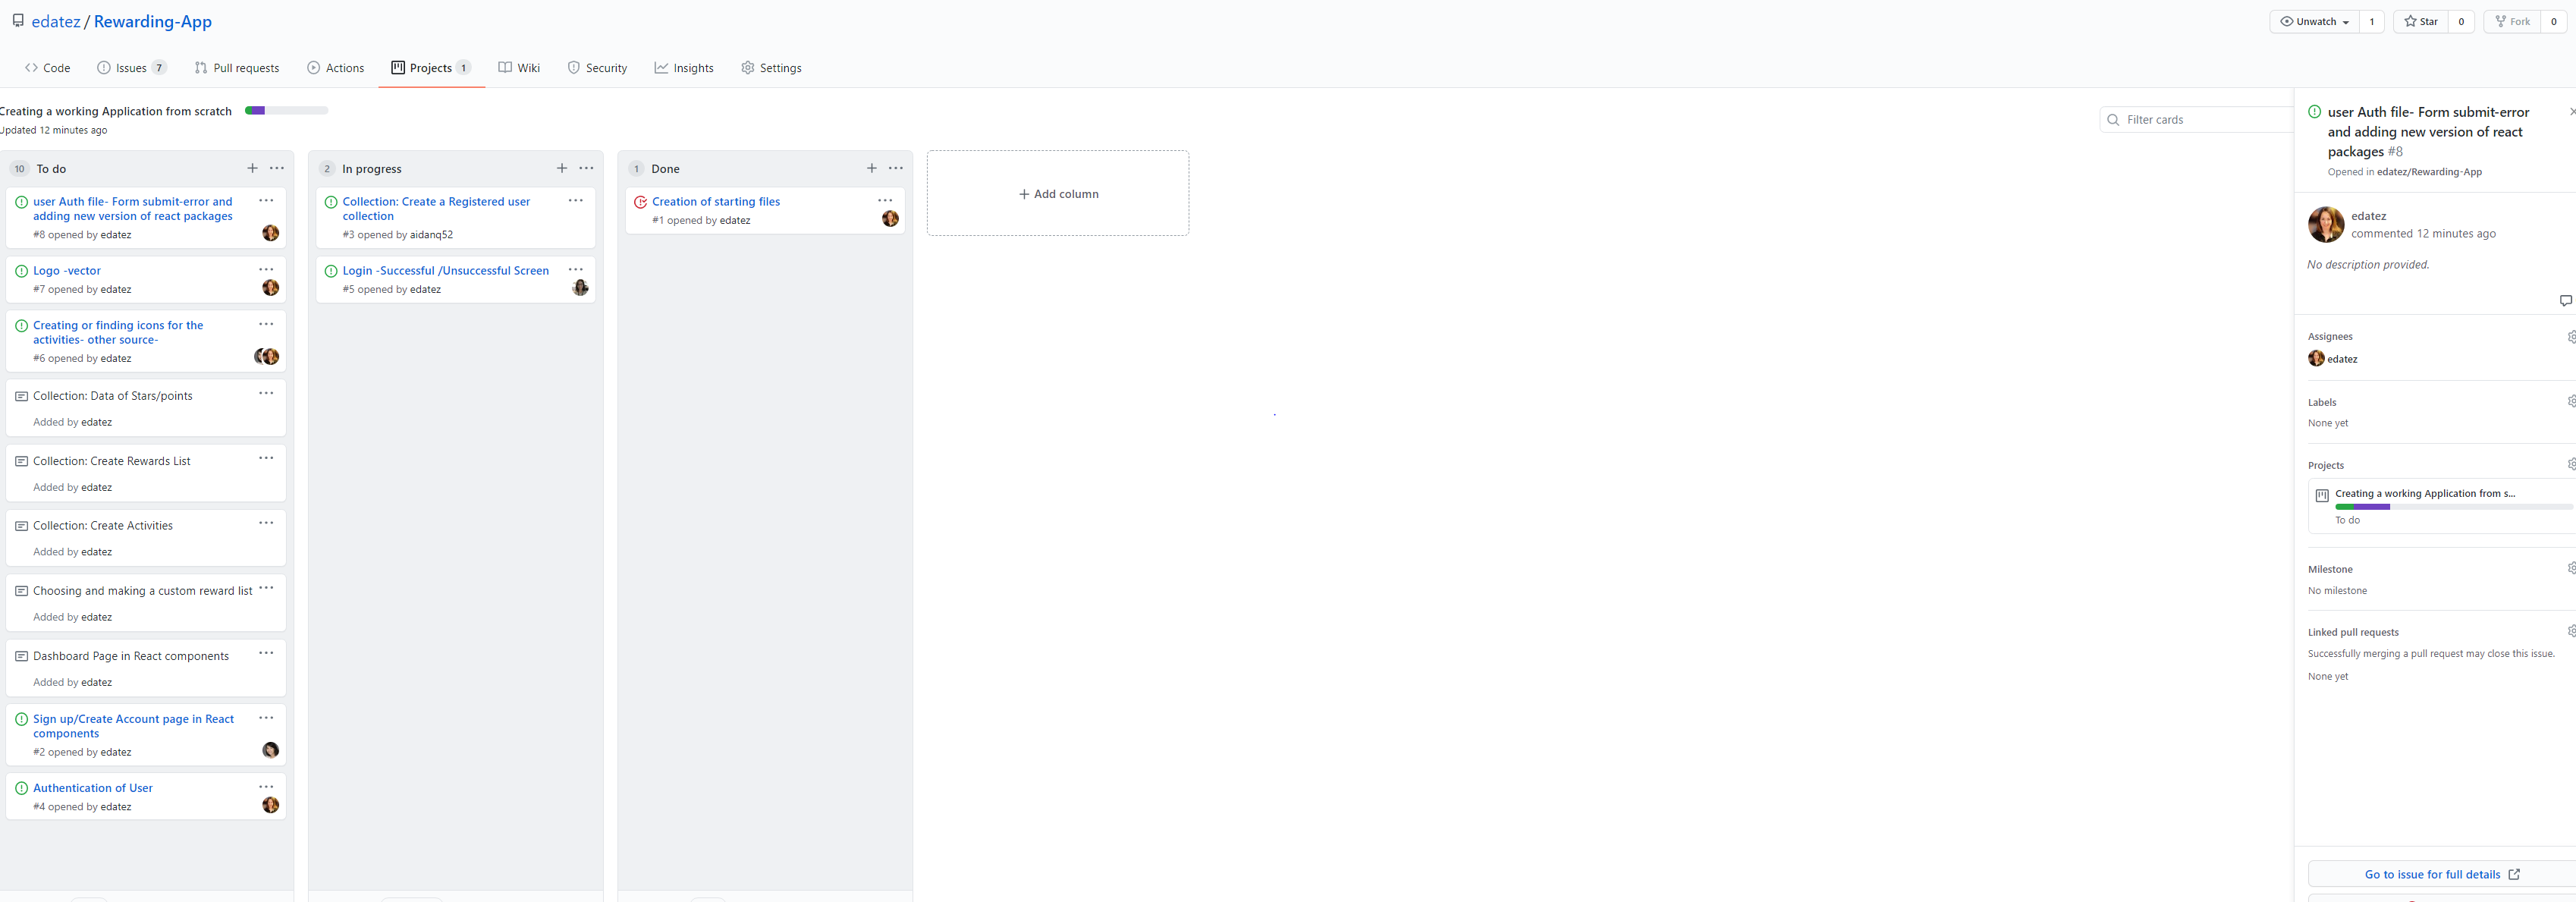 edatez / Rewarding-App
Unwatch 1
Star 0
Fork 0
Code
Issues 7
Pull requests
Actions
Projects 1
Wiki
Security
Insights
Settings
Creating a working Application from scratch
Updated 12 minutes ago
Filter cards
10 To do
user Auth file- Form submit-error and
adding new version of react packages
#8 opened by edatez
Logo -vector
#7 opened by edatez
Creating or finding icons for the
activities- other source-
#6 opened by edatez
Collection: Data of Stars/points
Added by edatez
Collection: Create Rewards List
Added by edatez
Collection: Create Activities
Added by edatez
Choosing and making a custom reward list
Added by edatez
Dashboard Page in React components
Added by edatez
Sign up/Create Account page in React
components
#2 opened by edatez
Authentication of User
#4 opened by edatez
2 In progress
Collection: Create a Registered user
collection
#3 opened by aidanq52
Login -Successful /Unsuccessful Screen
#5 opened by edatez
1 Done
Creation of starting files
#1 opened by edatez
+ Add column
user Auth file- Form submit-error
and adding new version of react
packages #8
Opened in edatez/Rewarding-App
edatez
commented 12 minutes ago
No description provided.
Assignees
edatez
Labels
None yet
Projects
Creating a working Application from s...
To do
Milestone
No milestone
Linked pull requests
Successfully merging a pull request may close this issue.
None yet
Go to issue for full details